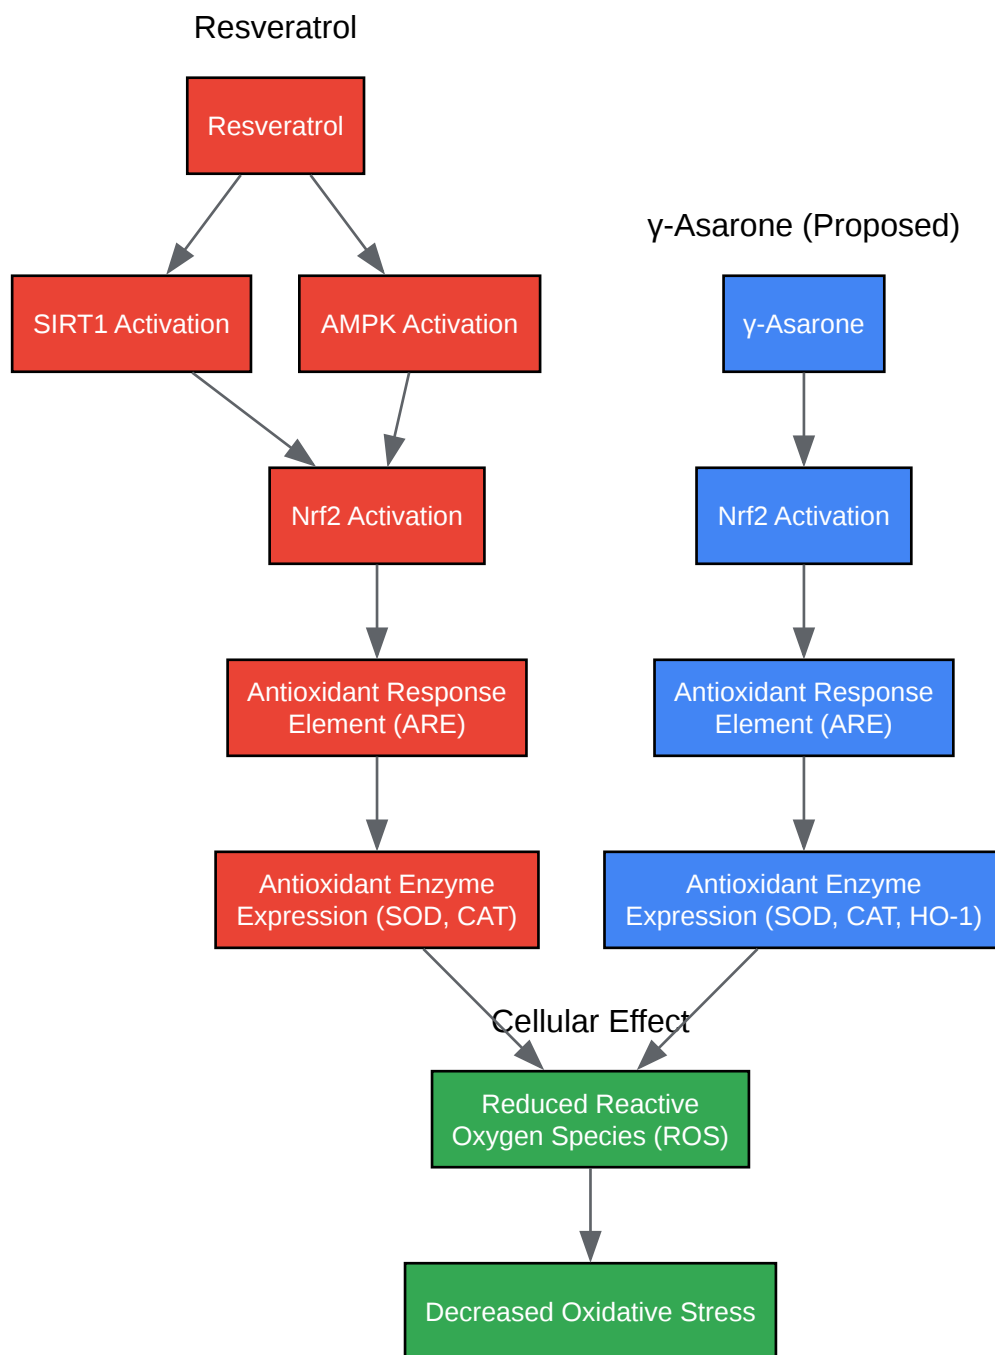 Resveratrol
Resveratrol
γ-Asarone (Proposed)
SIRT1 Activation
AMPK Activation
γ-Asarone
Nrf2 Activation
Nrf2 Activation
Antioxidant Response
Element (ARE)
Antioxidant Response
Element (ARE)
Antioxidant Enzyme
Expression (SOD, CAT)
Antioxidant Enzyme
Expression (SOD, CAT, HO-1)
Cellular Effect
Reduced Reactive
Oxygen Species (ROS)
Decreased Oxidative Stress